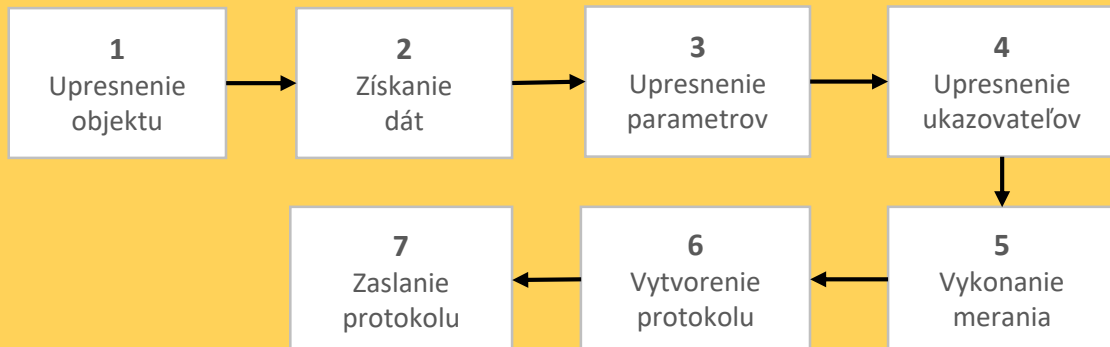 1
Upresnenie
objektu
2
Získanie
dát
3
Upresnenie
parametrov
4
Upresnenie
ukazovateľov
5
Vykonanie
merania
6
Vytvorenie
protokolu
7
Zaslanie
protokolu